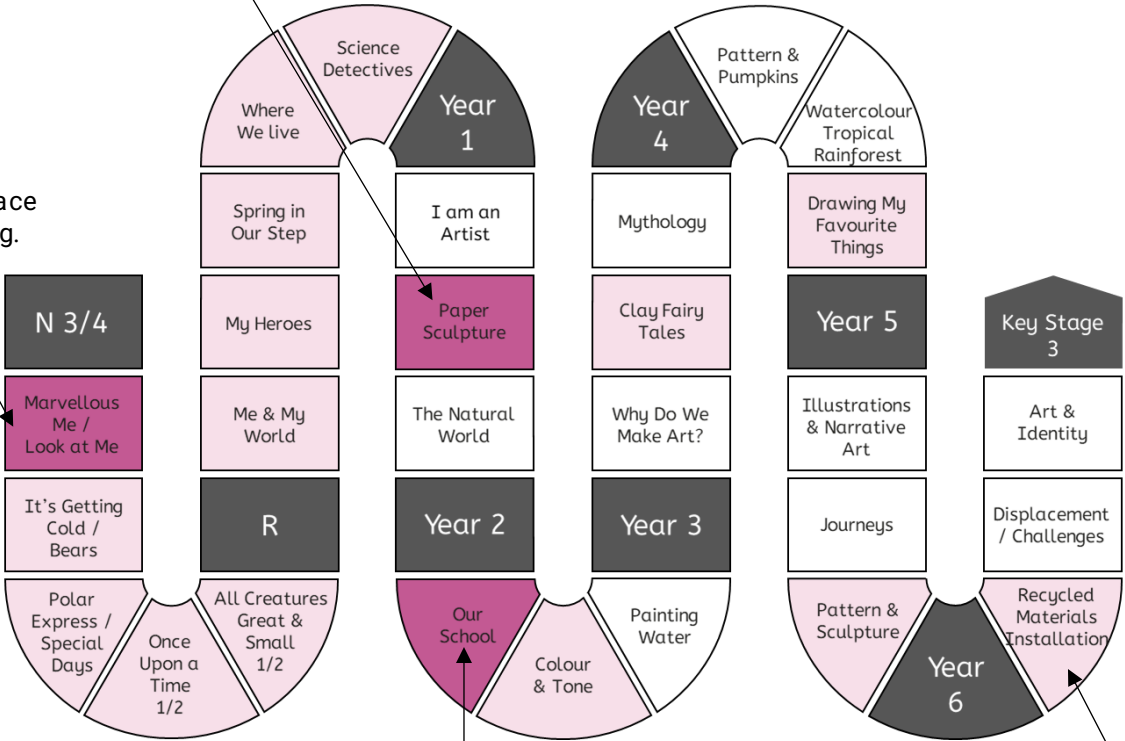 ace
g.
N 3/4
Marvellous
Me /
Look at Me
It's Getting
Cold /
Bears
Polar
Express /
Special
Days
Once
Upon a
Time
1/2
All Creatures
Great &
Small
1/2
R
Me & My
World
My Heroes
Spring in
Our Step
Where
We live
Science
Detectives
Year
1
I am an
Artist
Paper
Sculpture
The Natural
World
Year 2
Our
School
Colour
& Tone
Painting
Water
Year 3
Why Do We
Make Art?
Clay Fairy
Tales
Mythology
Year
4
Pattern &
Pumpkins
Watercolour
Tropical
Rainforest
Drawing My
Favourite
Things
Year 5
Illustrations
& Narrative
Art
Journeys
Pattern &
Sculpture
Year
6
Recycled
Materials
Installation
Displacement
/ Challenges
Art &
Identity
Key Stage
3